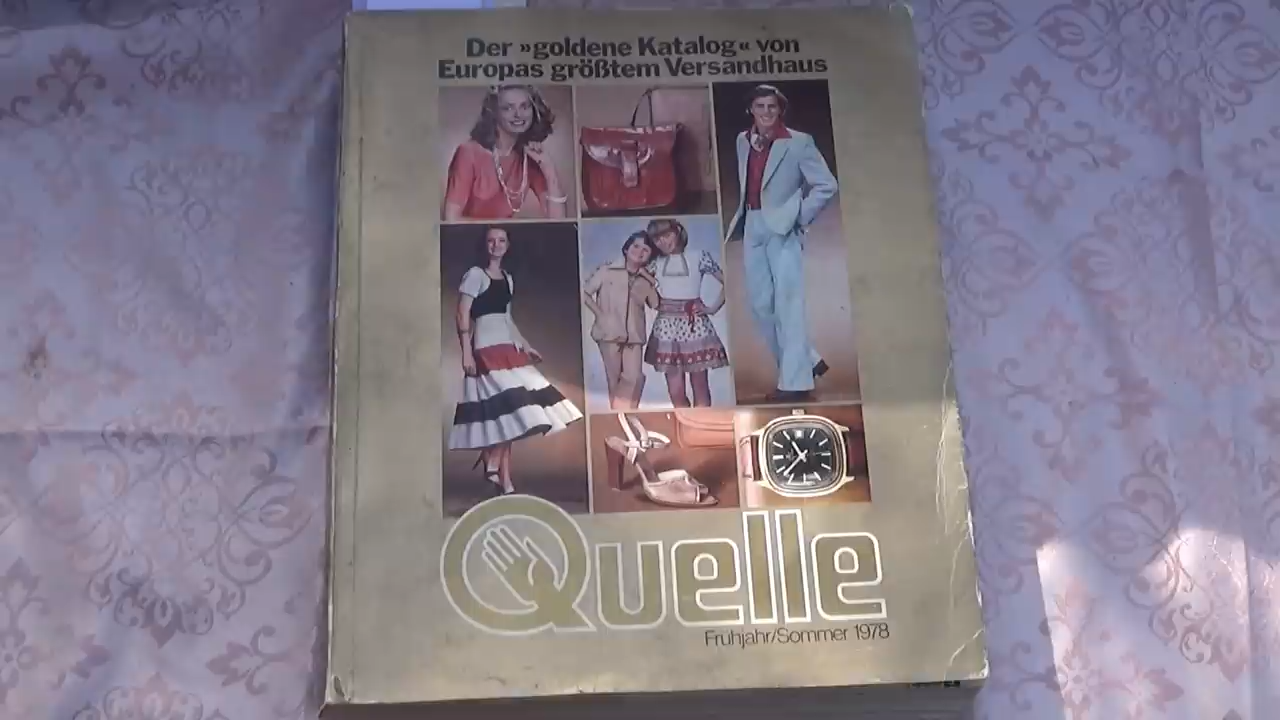 Der »goldene Katalog« von
Europas größtem Versandhaus
Quelle
Frühjahr/Sommer 1978